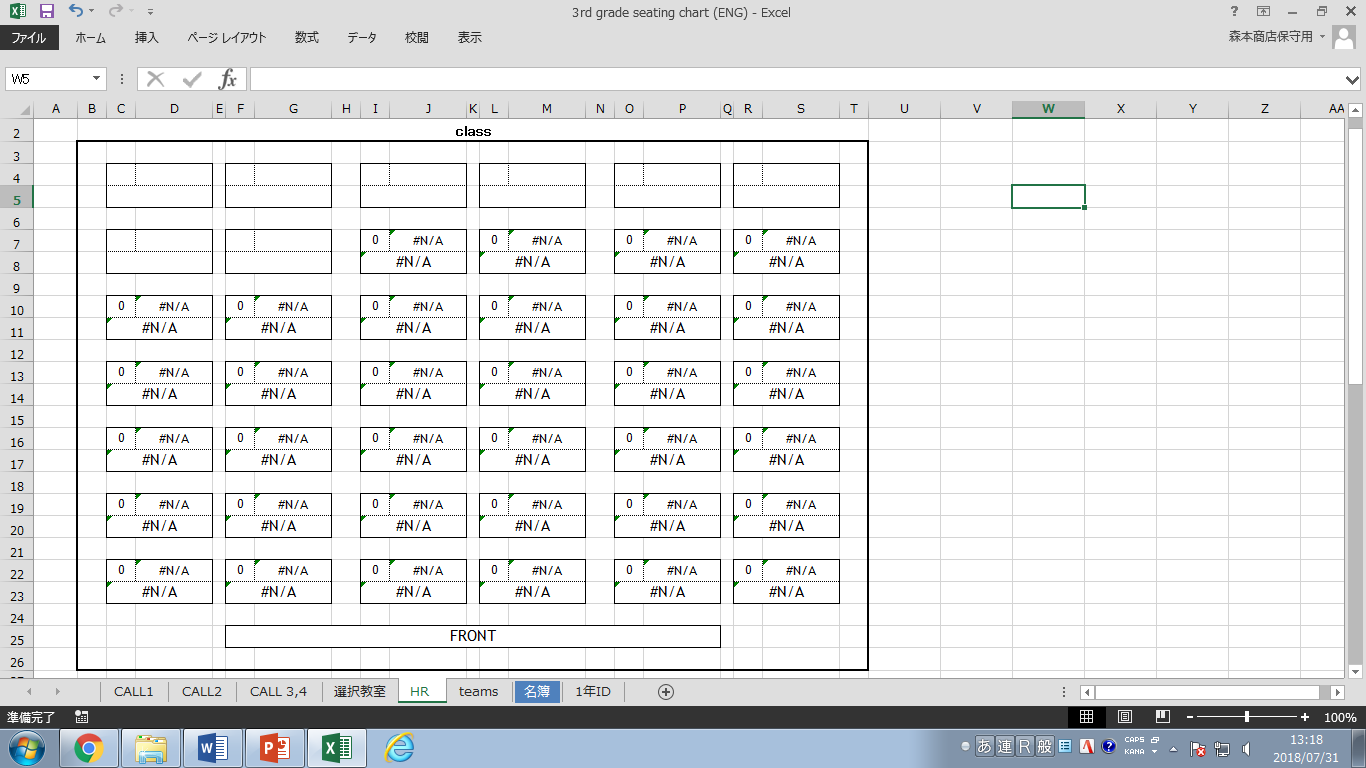 3rd grade seating chart (ENG) - Excel
ファイル ホーム 挿入 ページ レイアウト 数式 データ 校閲 表示 森本商店保守用
W5 fx
A B C D E F G H I J K L M N O P Q R S T U V W X Y Z AA
2 class
3
4
5
6
7 0 #N/A 0 #N/A 0 #N/A 0 #N/A
8 #N/A #N/A #N/A #N/A
9
10 0 #N/A 0 #N/A 0 #N/A 0 #N/A 0 #N/A 0 #N/A
11 #N/A #N/A #N/A #N/A #N/A #N/A
12
13 0 #N/A 0 #N/A 0 #N/A 0 #N/A 0 #N/A 0 #N/A
14 #N/A #N/A #N/A #N/A #N/A #N/A
15
16 0 #N/A 0 #N/A 0 #N/A 0 #N/A 0 #N/A 0 #N/A
17 #N/A #N/A #N/A #N/A #N/A #N/A
18
19 0 #N/A 0 #N/A 0 #N/A 0 #N/A 0 #N/A 0 #N/A
20 #N/A #N/A #N/A #N/A #N/A #N/A
21
22 0 #N/A 0 #N/A 0 #N/A 0 #N/A 0 #N/A 0 #N/A
23 #N/A #N/A #N/A #N/A #N/A #N/A
24
25 FRONT
26
CALL1 CALL2 CALL 3,4 選択教室 HR teams 名簿 1年ID
準備完了 100%
あ 連 R 般 CAPS KANA 13:18
2018/07/31